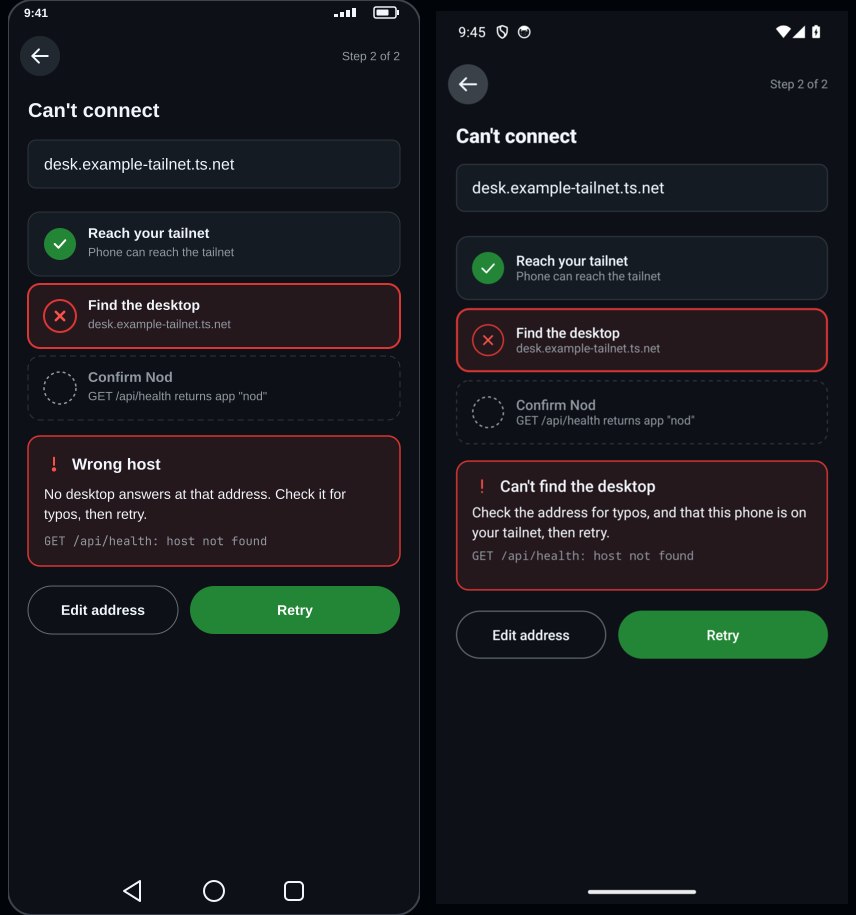 9:41
Step 2 of 2
Can't connect
desk.example-tailnet.ts.net
Reach your tailnet
Phone can reach the tailnet
Find the desktop
desk.example-tailnet.ts.net
Confirm Nod
GET /api/health returns app "nod"
Wrong host
No desktop answers at that address. Check it for
typos, then retry.
GET /api/health: host not found
Edit address
Retry
9:45
Step 2 of 2
Can't connect
desk.example-tailnet.ts.net
Reach your tailnet
Phone can reach the tailnet
Find the desktop
desk.example-tailnet.ts.net
Confirm Nod
GET /api/health returns app "nod"
Can't find the desktop
Check the address for typos, and that this phone is on
your tailnet, then retry.
GET /api/health: host not found
Edit address
Retry